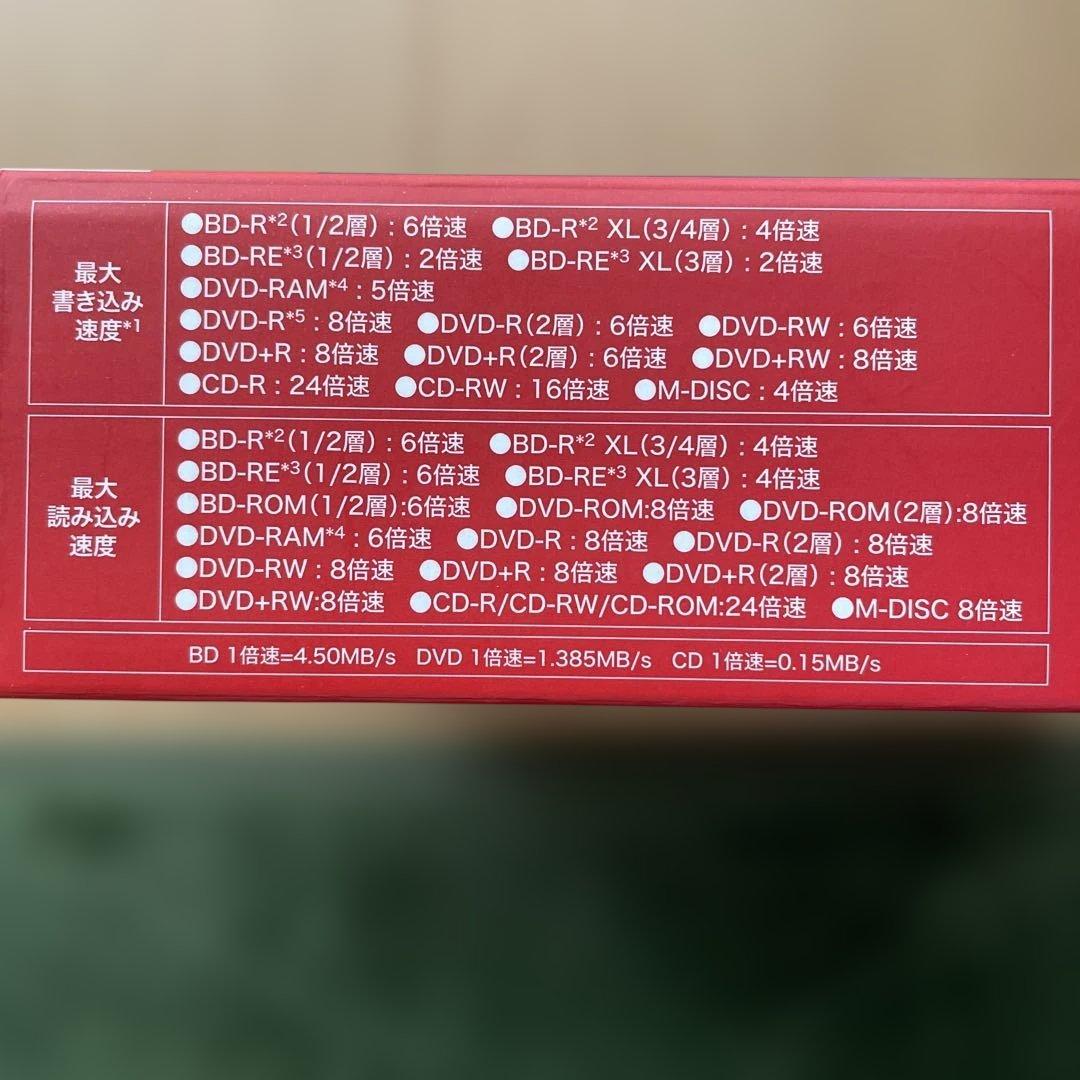 最大
書き込み
速度*1
●BD-R*2(1/2層) : 6倍速 ●BD-R*2 XL(3/4層) : 4倍速
●BD-RE*3(1/2層) : 2倍速 ●BD-RE*3 XL(3層) : 2倍速
●DVD-RAM*4 : 5倍速
●DVD-R*5 : 8倍速 ●DVD-R(2層) : 6倍速 ●DVD-RW : 6倍速
●DVD+R : 8倍速 ●DVD+R(2層) : 6倍速 ●DVD+RW : 8倍速
●CD-R : 24倍速 ●CD-RW : 16倍速 ●M-DISC : 4倍速
最大
読み込み
速度
●BD-R*2(1/2層) : 6倍速 ●BD-R*2 XL(3/4層) : 4倍速
●BD-RE*3(1/2層) : 6倍速 ●BD-RE*3 XL(3層) : 4倍速
●BD-ROM(1/2層):6倍速 ●DVD-ROM:8倍速 ●DVD-ROM(2層):8倍速
●DVD-RAM*4 : 6倍速 ●DVD-R : 8倍速 ●DVD-R(2層) : 8倍速
●DVD-RW : 8倍速 ●DVD+R : 8倍速 ●DVD+R(2層) : 8倍速
●DVD+RW:8倍速 ●CD-R/CD-RW/CD-ROM:24倍速 ●M-DISC 8倍速
BD 1倍速=4.50MB/s DVD 1倍速=1.385MB/s CD 1倍速=0.15MB/s